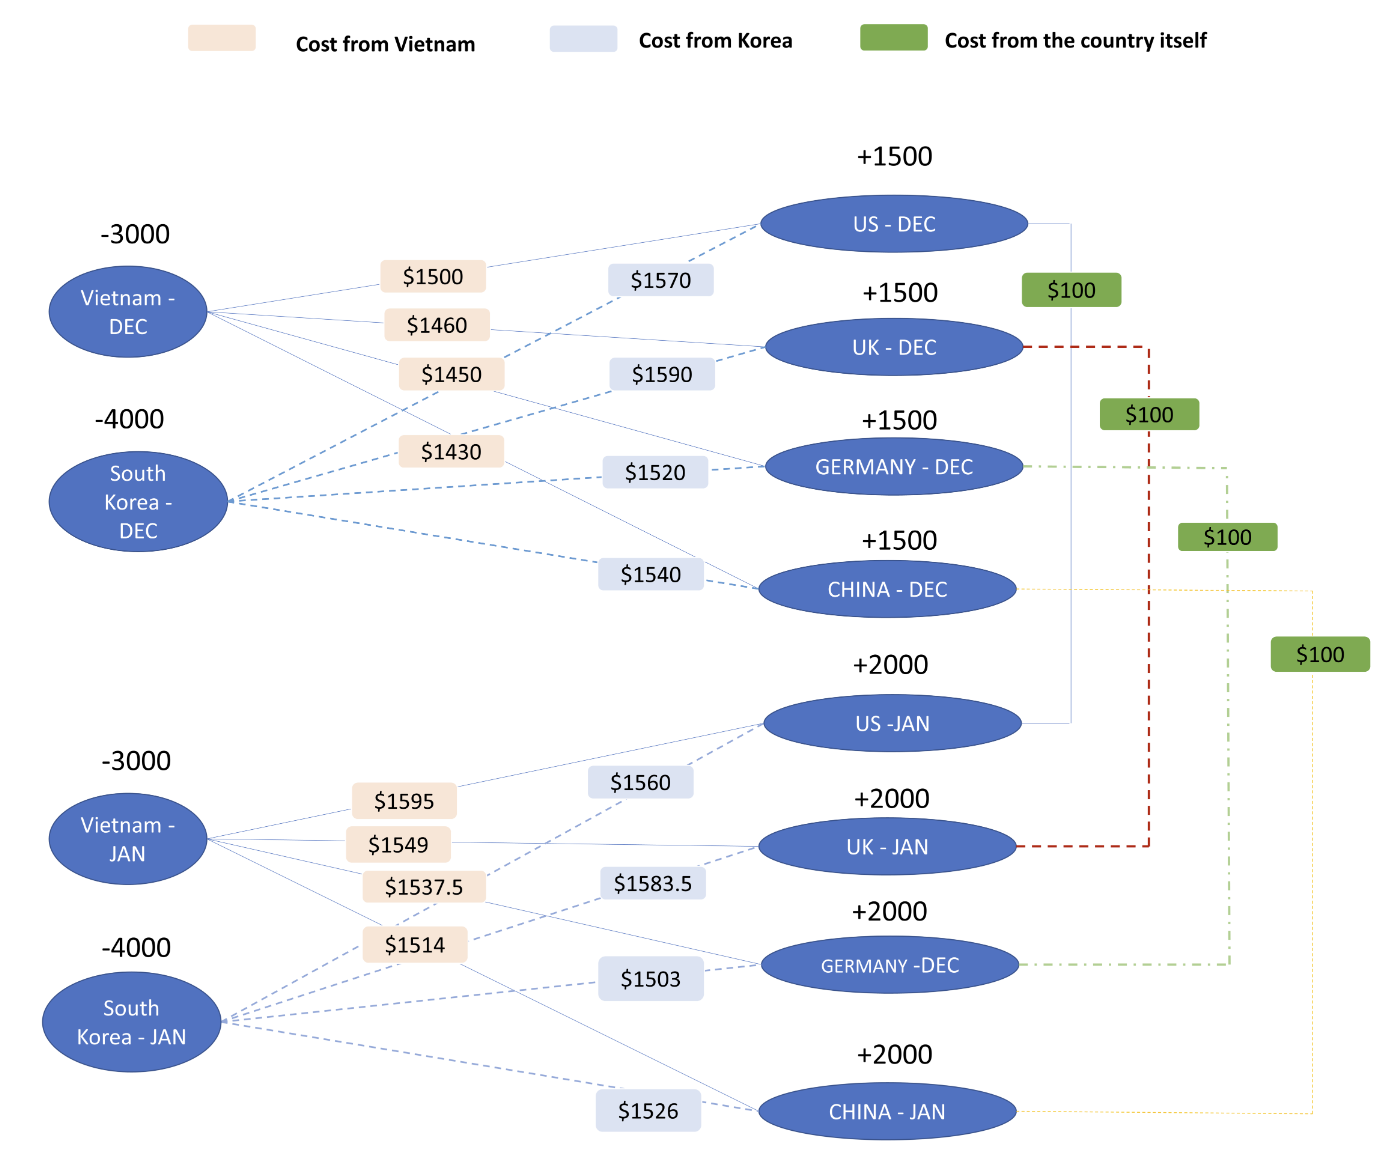 Cost from Vietnam
Cost from Korea
Cost from the country itself
+1500
US - DEC
-3000
Vietnam -
DEC
$1500
$1570
$100
+1500
$1460
UK - DEC
$1450
$1590
-4000
$100
+1500
South
Korea -
DEC
$1430
$1520
GERMANY - DEC
+1500
$100
$1540
CHINA - DEC
+2000
$100
US -JAN
-3000
Vietnam -
JAN
$1595
$1560
+2000
$1549
UK - JAN
$1537.5
$1583.5
+2000
-4000
$1514
$1503
GERMANY -DEC
South
Korea - JAN
+2000
$1526
CHINA - JAN